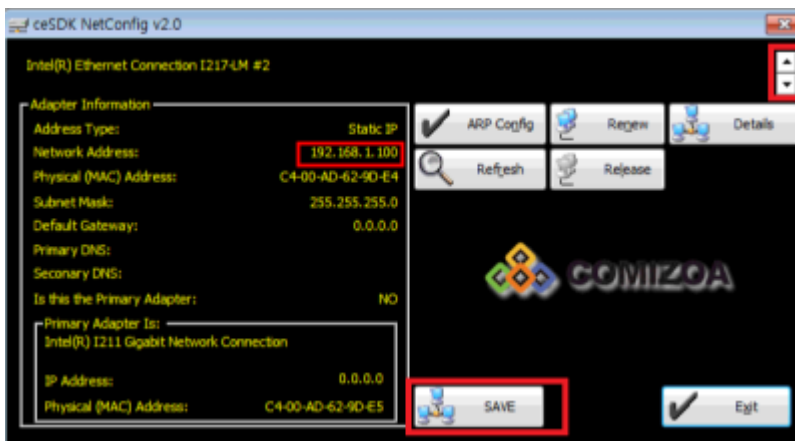 ceSDK NetConfig v2.0
Intel(R) Ethernet Connection I217-LM #2
Adapter Information
Address Type: Static IP
Network Address: 192.168.1.100
Physical (MAC) Address: C4-00-AD-62-9D-E4
Subnet Mask: 255.255.255.0
Default Gateway: 0.0.0.0
Primary DNS:
Seconary DNS:
Is this the Primary Adapter: NO
Primary Adapter Is:
Intel(R) I211 Gigabit Network Connection
IP Address: 0.0.0.0
Physical (MAC) Address: C4-00-AD-62-9D-E5
ARP Config
Renew
Details
Refresh
Release
COMIZOA
SAVE
Exit